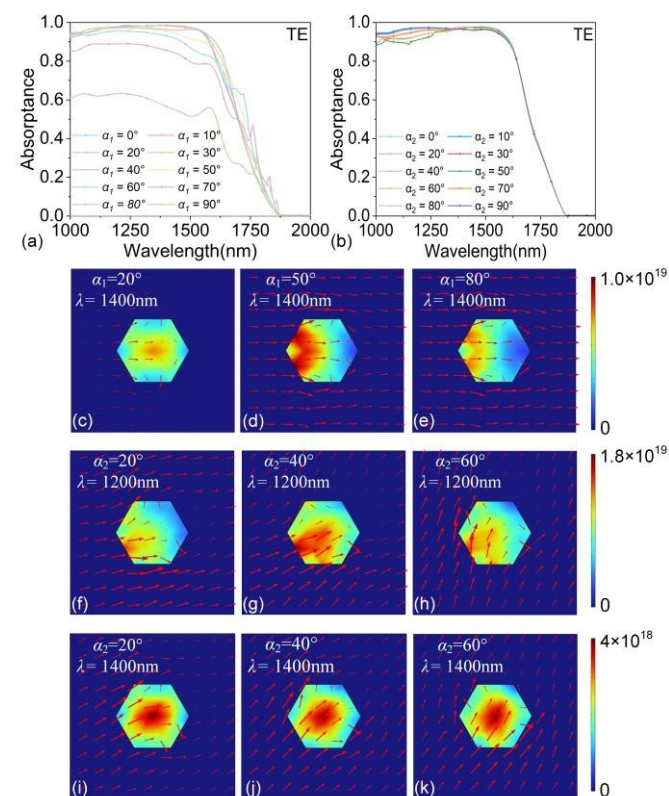 TE
TE
1.0
0.8
0.6
0.4
0.2
0.0
Absorptance
α₁ = 0°
α₁ = 10°
α₁ = 20°
α₁ = 30°
α₁ = 40°
α₁ = 50°
α₁ = 60°
α₁ = 70°
α₁ = 80°
α₁ = 90°
1000 1250 1500 1750 2000
(a)
Wavelength(nm)
1.0
0.8
0.6
0.4
0.2
0.0
Absorptance
α₂ = 0°
α₂ = 10°
α₂ = 20°
α₂ = 30°
α₂ = 40°
α₂ = 50°
α₂ = 60°
α₂ = 70°
α₂ = 80°
α₂ = 90°
1000 1250 1500 1750 2000
(b)
Wavelength(nm)
α₁=20°
λ= 1400nm
(c)
α₁=50°
λ= 1400nm
(d)
α₁=80°
λ= 1400nm
(e)
1.0×10¹⁹
0
α₂=20°
λ= 1200nm
(f)
α₂=40°
λ= 1200nm
(g)
α₂=60°
λ= 1200nm
(h)
1.8×10¹⁹
0
α₂=20°
λ= 1400nm
(i)
α₂=40°
λ= 1400nm
(j)
α₂=60°
λ= 1400nm
(k)
4×10¹⁸
0